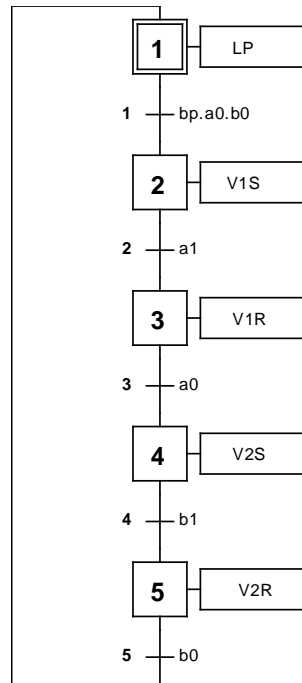 1 LP
1 bp.a0.b0
2 V1S
2 a1
3 V1R
3 a0
4 V2S
4 b1
5 V2R
5 b0